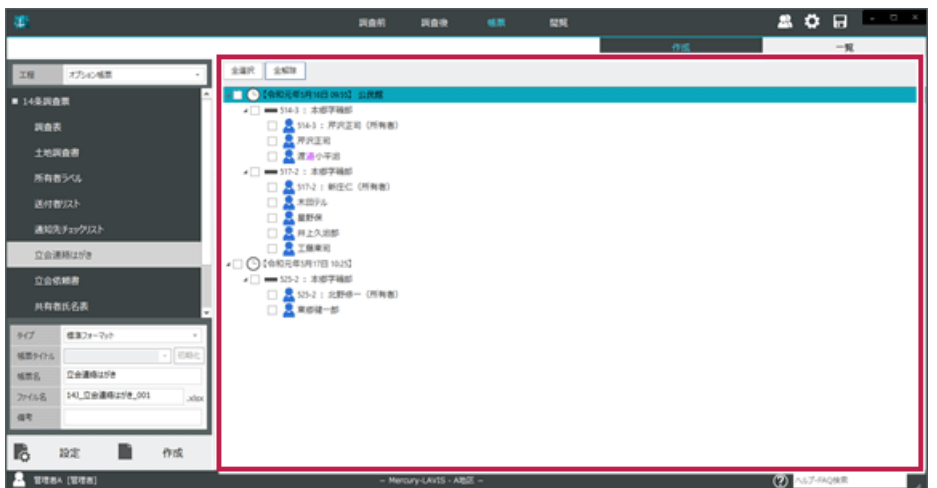 調査前 調査後 帳票 閲覧
作成 一覧
工程 オプション帳票
全選択 全解除
■ 14条調査票
調査表
土地調査書
所有者ラベル
送付者リスト
通知先チェックリスト
立会連絡はがき
立会依頼書
共有者氏名表
【令和元年5月16日 09:55】 公民館
514-3 : 本郷字稲部
514-3 : 芹沢正司 (所有者)
芹沢正司
渡邉小平治
517-2 : 本郷字稲部
517-2 : 新庄仁 (所有者)
木田テル
星野保
井上久治郎
工藤東司
【令和元年5月17日 10:25】
525-2 : 本郷字稲部
525-2 : 北野修一 (所有者)
東郷健一郎
タイプ 標準フォーマット
帳票タイトル 初期化
帳票名 立会連絡はがき
ファイル名 14J_立会連絡はがき_001 .xlsx
備考
設定 作成
管理者A [管理者]
- Mercury-LAVIS - A地区 -
ヘルプ・FAQ検索